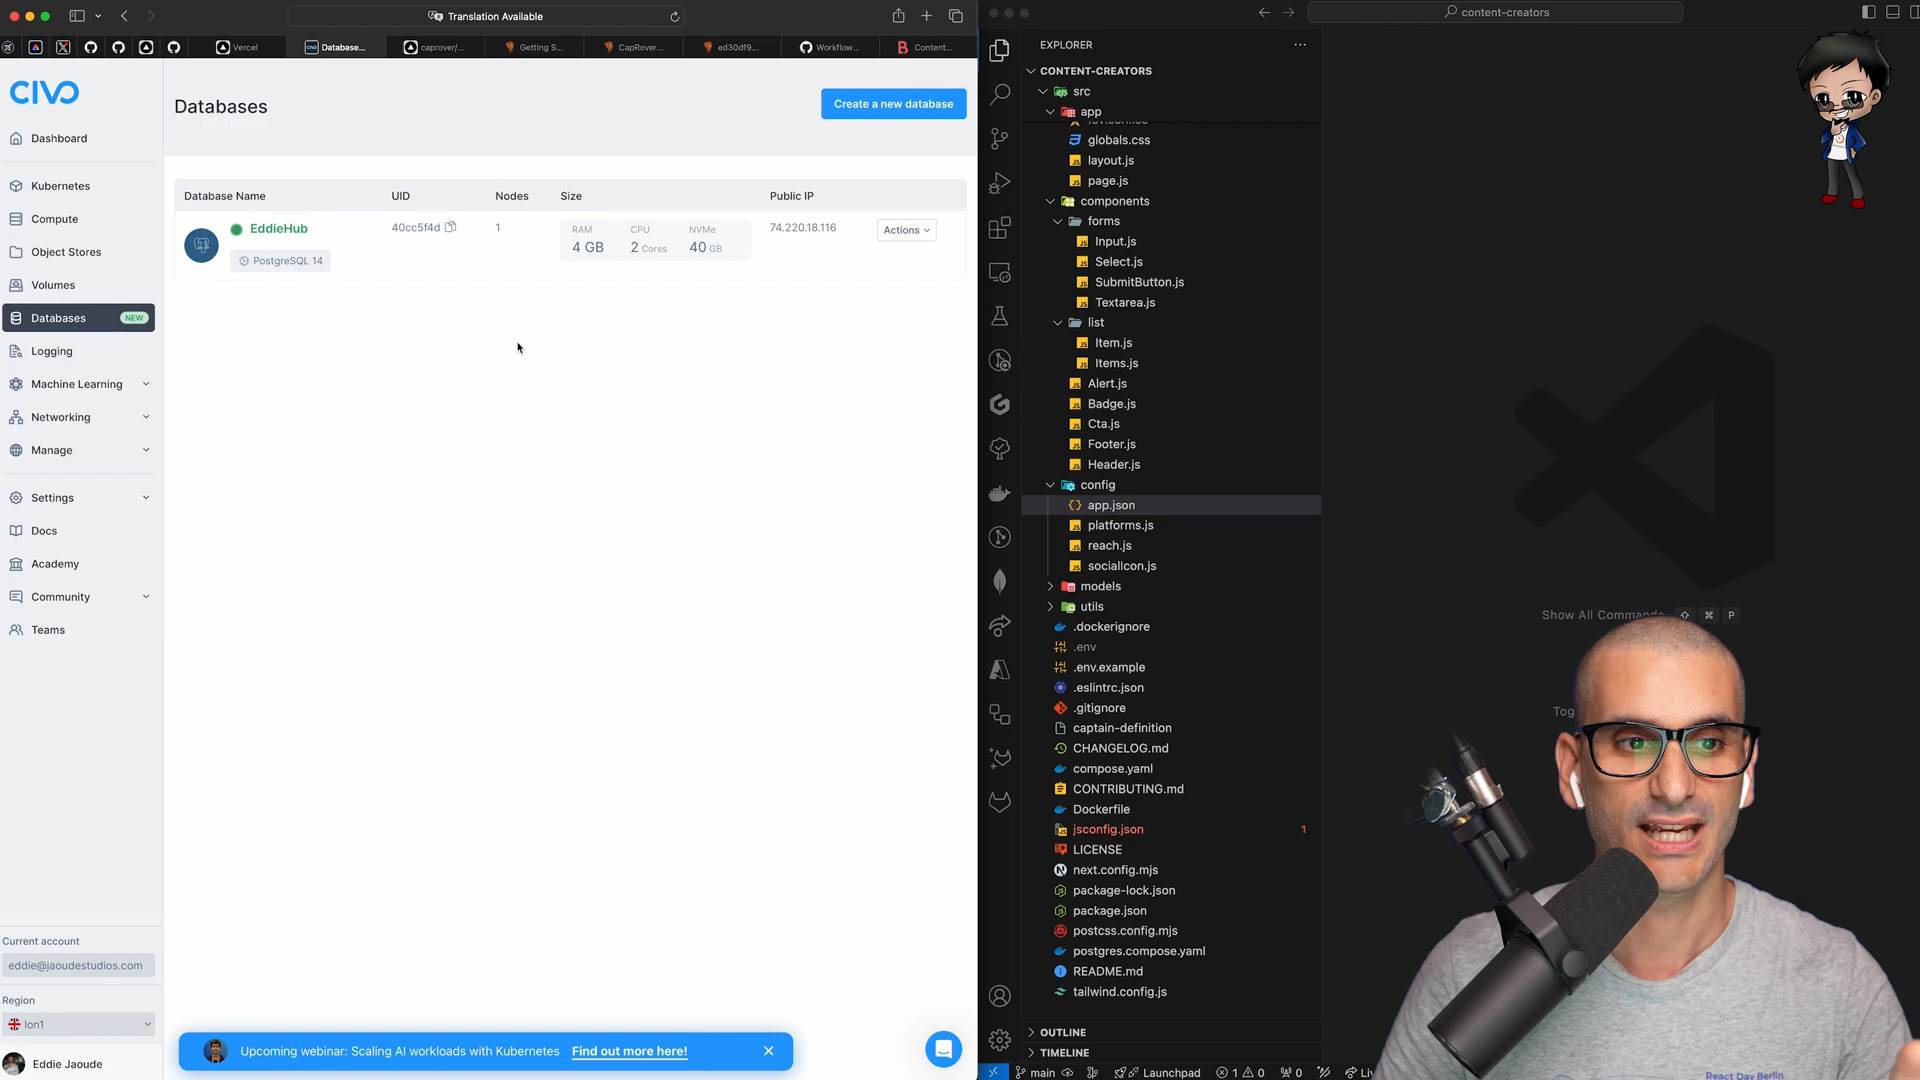 Translation Available
content-creators
Vercel
Database...
caprover/...
Getting S...
CapRover...
ed30df9...
Workflow...
Content...
CIVO
Dashboard
Kubernetes
Compute
Object Stores
Volumes
Databases NEW
Logging
Machine Learning
Networking
Manage
Settings
Docs
Academy
Community
Teams
Current account
eddie@jaoudestudios.com
Region
lon1
Eddie Jaoude
Databases
Create a new database
Database Name UID Nodes Size Public IP
EddieHub
PostgreSQL 14
40cc5f4d
1
RAM CPU NVMe
4 GB 2 Cores 40 GB
74.220.18.116
Actions
Upcoming webinar: Scaling AI workloads with Kubernetes Find out more here!
EXPLORER
CONTENT-CREATORS
src
app
globals.css
layout.js
page.js
components
forms
Input.js
Select.js
SubmitButton.js
Textarea.js
list
Item.js
Items.js
Alert.js
Badge.js
Cta.js
Footer.js
Header.js
config
app.json
platforms.js
reach.js
socialIcon.js
models
utils
.dockerignore
.env
.env.example
.eslintrc.json
.gitignore
captain-definition
CHANGELOG.md
compose.yaml
CONTRIBUTING.md
Dockerfile
jsconfig.json 1
LICENSE
next.config.mjs
package-lock.json
package.json
postcss.config.mjs
postgres.compose.yaml
README.md
tailwind.config.js
OUTLINE
TIMELINE
main
Launchpad
1
0
0
Show All Commands
⌘ P
Tog
React Day Berlin